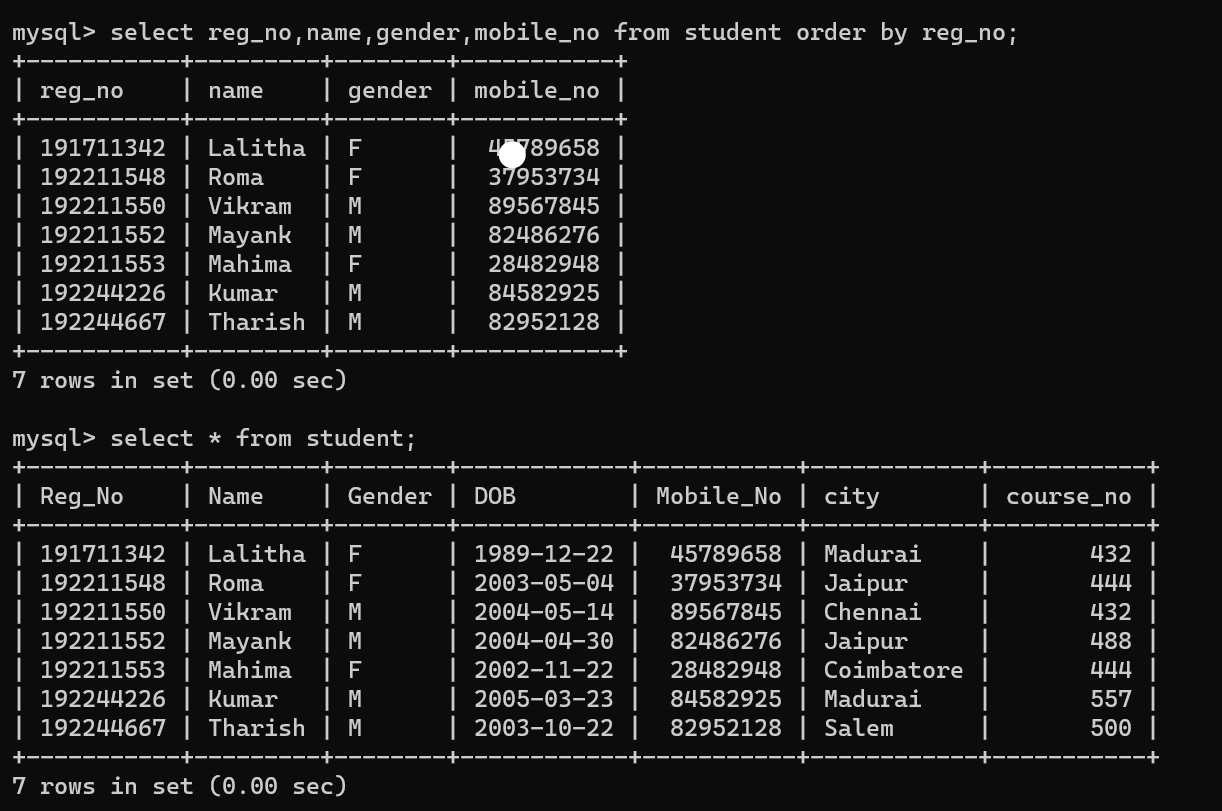 mysql> select reg_no,name,gender,mobile_no from student order by reg_no;
+-----------+---------+--------+-----------+
| reg_no    | name    | gender | mobile_no |
+-----------+---------+--------+-----------+
| 191711342 | Lalitha | F      |  |
| 192211548 | Roma    | F      |  37953734 |
| 192211550 | Vikram  | M      |  89567845 |
| 192211552 | Mayank  | M      |  82486276 |
| 192211553 | Mahima  | F      |  28482948 |
| 192244226 | Kumar   | M      |  84582925 |
| 192244667 | Tharish | M      |  82952128 |
+-----------+---------+--------+-----------+
7 rows in set (0.00 sec)

mysql> select * from student;
+-----------+---------+--------+------------+-----------+------------+-----------+
| Reg_No    | Name    | Gender | DOB        | Mobile_No | city       | course_no |
+-----------+---------+--------+------------+-----------+------------+-----------+
| 191711342 | Lalitha | F      | 1989-12-22 |  45789658 | Madurai    |       432 |
| 192211548 | Roma    | F      | 2003-05-04 |  37953734 | Jaipur     |       444 |
| 192211550 | Vikram  | M      | 2004-05-14 |  89567845 | Chennai    |       432 |
| 192211552 | Mayank  | M      | 2004-04-30 |  82486276 | Jaipur     |       488 |
| 192211553 | Mahima  | F      | 2002-11-22 |  28482948 | Coimbatore |       444 |
| 192244226 | Kumar   | M      | 2005-03-23 |  84582925 | Madurai    |       557 |
| 192244667 | Tharish | M      | 2003-10-22 |  82952128 | Salem      |       500 |
+-----------+---------+--------+------------+-----------+------------+-----------+
7 rows in set (0.00 sec)